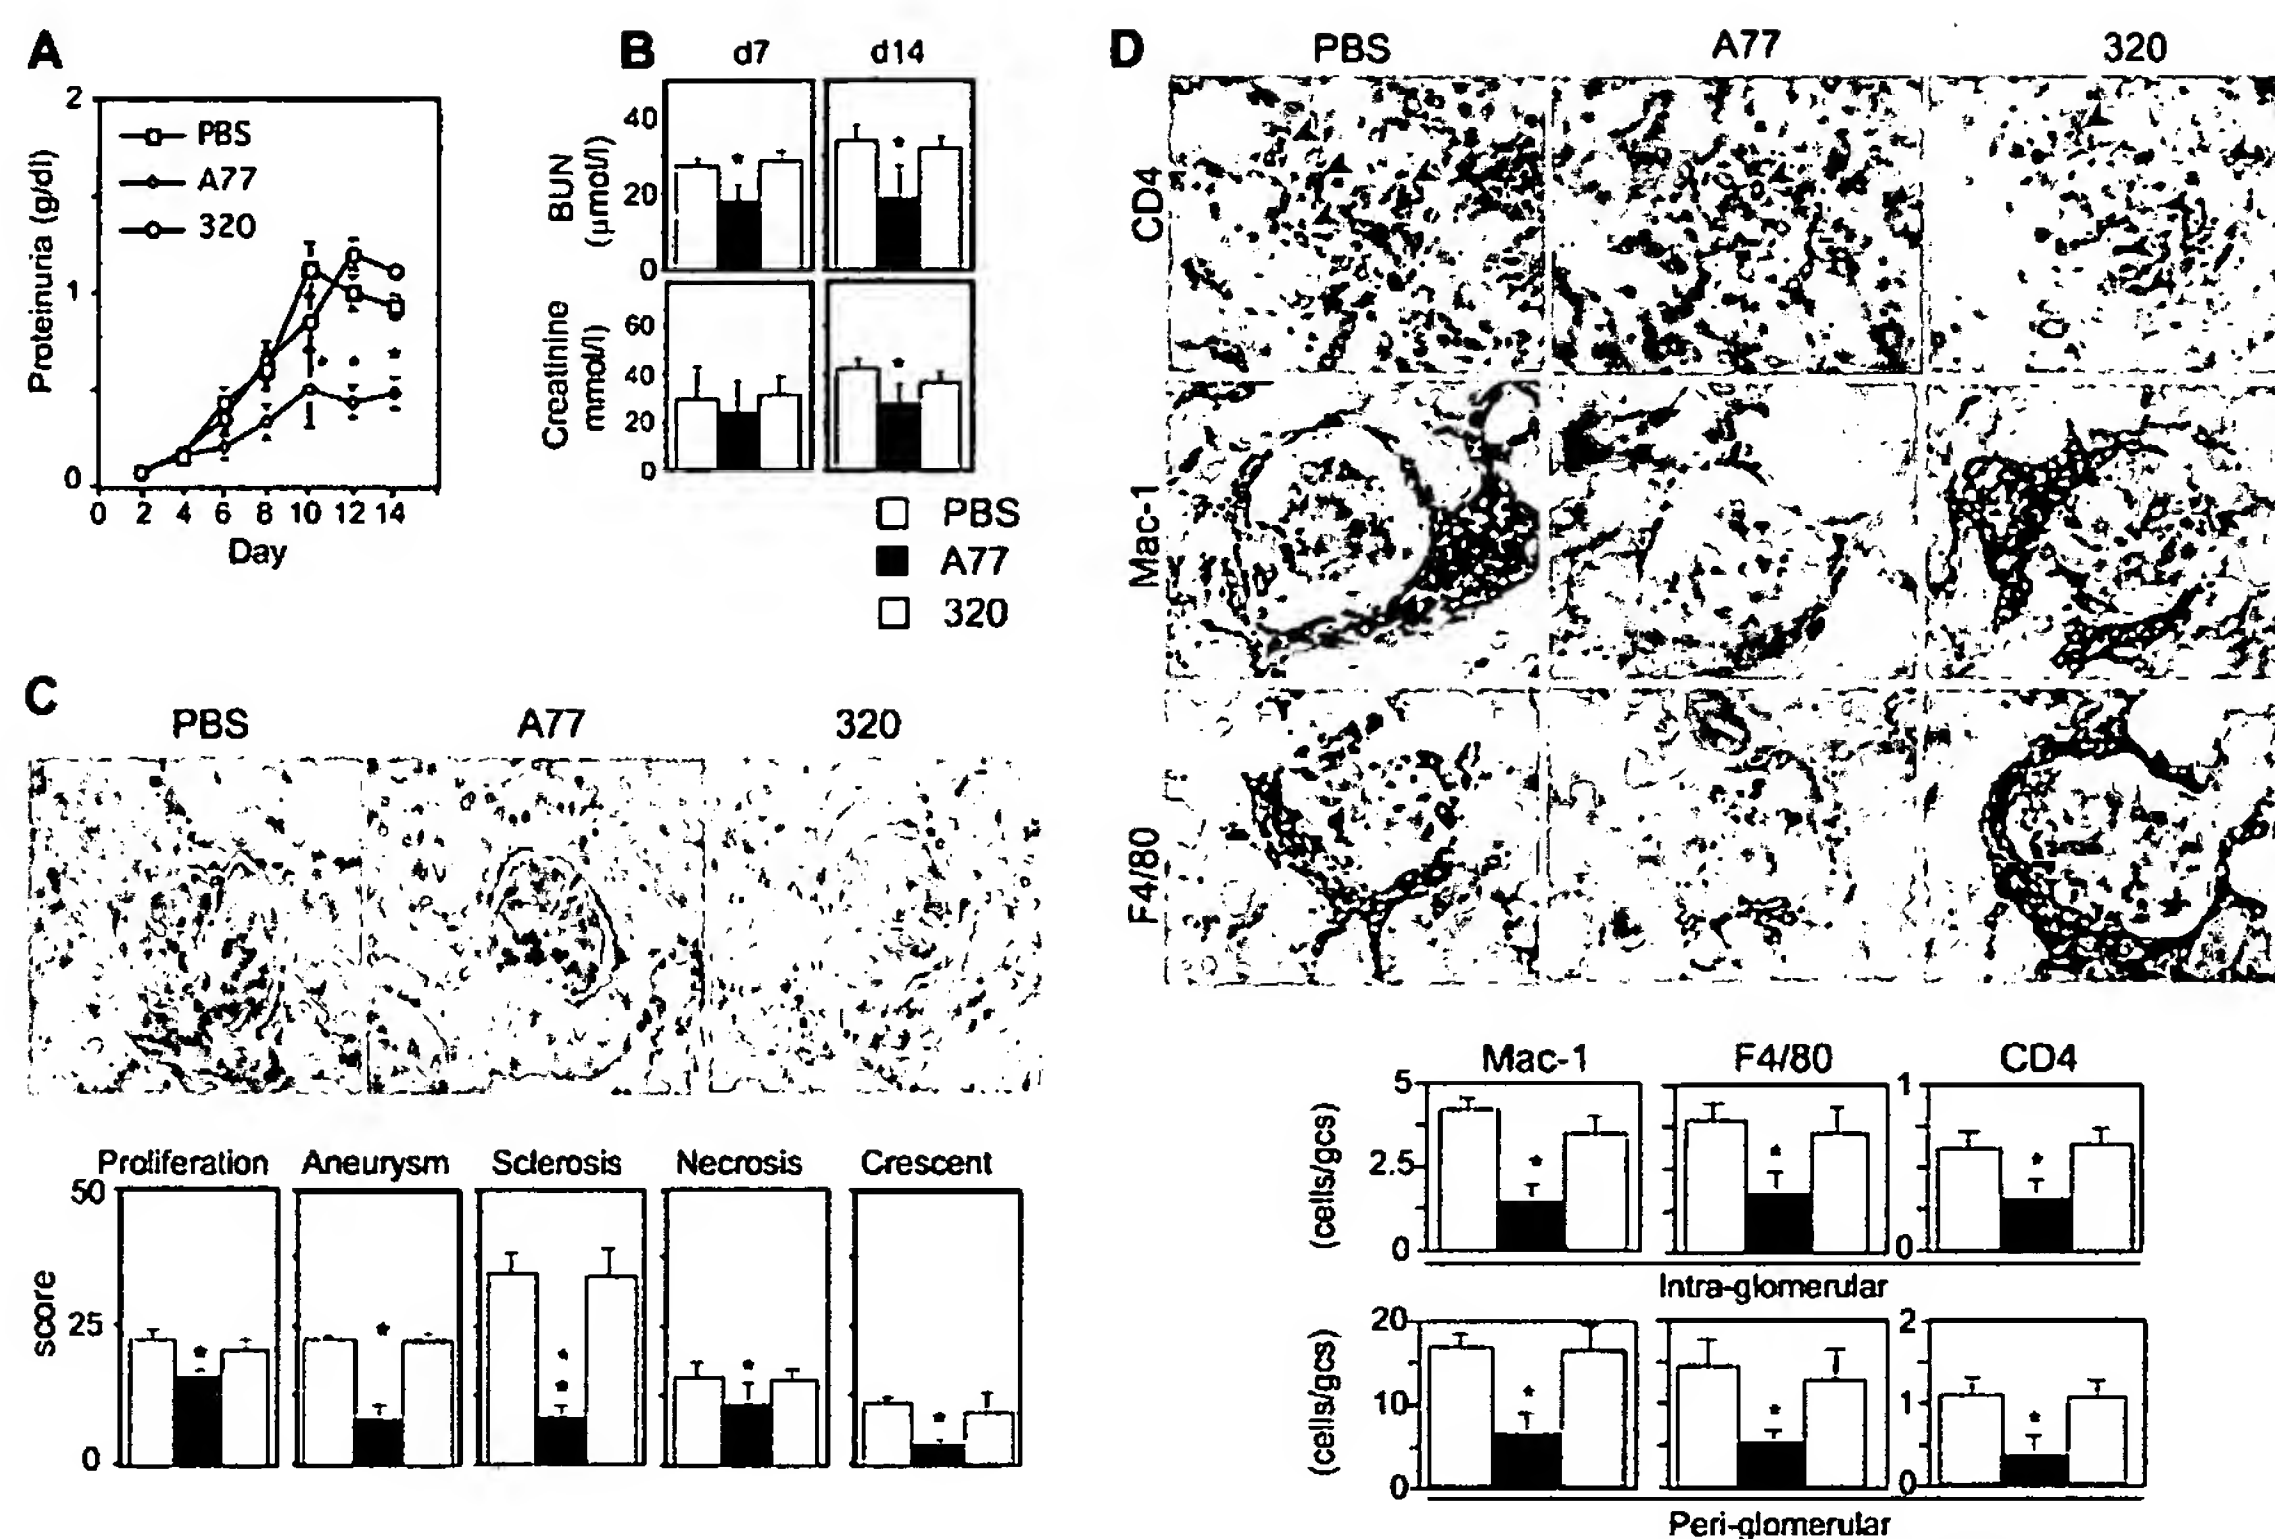 A
2
PBS
A77
320
1
0
Proteinuria (g/dl)
0 2 4 6 8 10 12 14
Day
B
d7 d14
BUN
(μmol/l)
40
20
0
Creatinine
mmol/l)
60
40
20
0
PBS
A77
320
C
PBS A77 320
Proliferation Aneurysm Sclerosis Necrosis Crescent
score
50
25
0
D
PBS A77 320
CD4
Mac-1
F4/80
Mac-1 F4/80 CD4
(cells/gcs)
5
2.5
0
1
0
Intra-glomerular
(cells/gcs)
20
10
0
2
1
0
Peri-glomerular